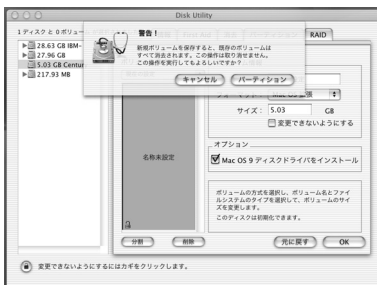 Disk Utility
1ディスク と 0ボリュー
警告！
新規ボリュームを保存すると、既存のボリュームは
すべて消去されます。この操作は取り消せません。
この操作を実行してもよろしいですか？
キャンセル
パーティション
RAID
28.63 GB IBM-
27.96 GB
5.03 GB Centur
217.93 MB
Mac OS 拡張
サイズ： 5.03 GB
変更できないようにする
オプション
Mac OS 9 ディスクドライバをインストール
名称未設定
ボリュームの方式を選択し、ボリューム名とファイ
ルシステムのタイプを選択して、ボリュームのサイ
ズを変更します。
このディスクは初期化できます。
分割
削除
元に戻す
OK
変更できないようにするにはカギをクリックします。